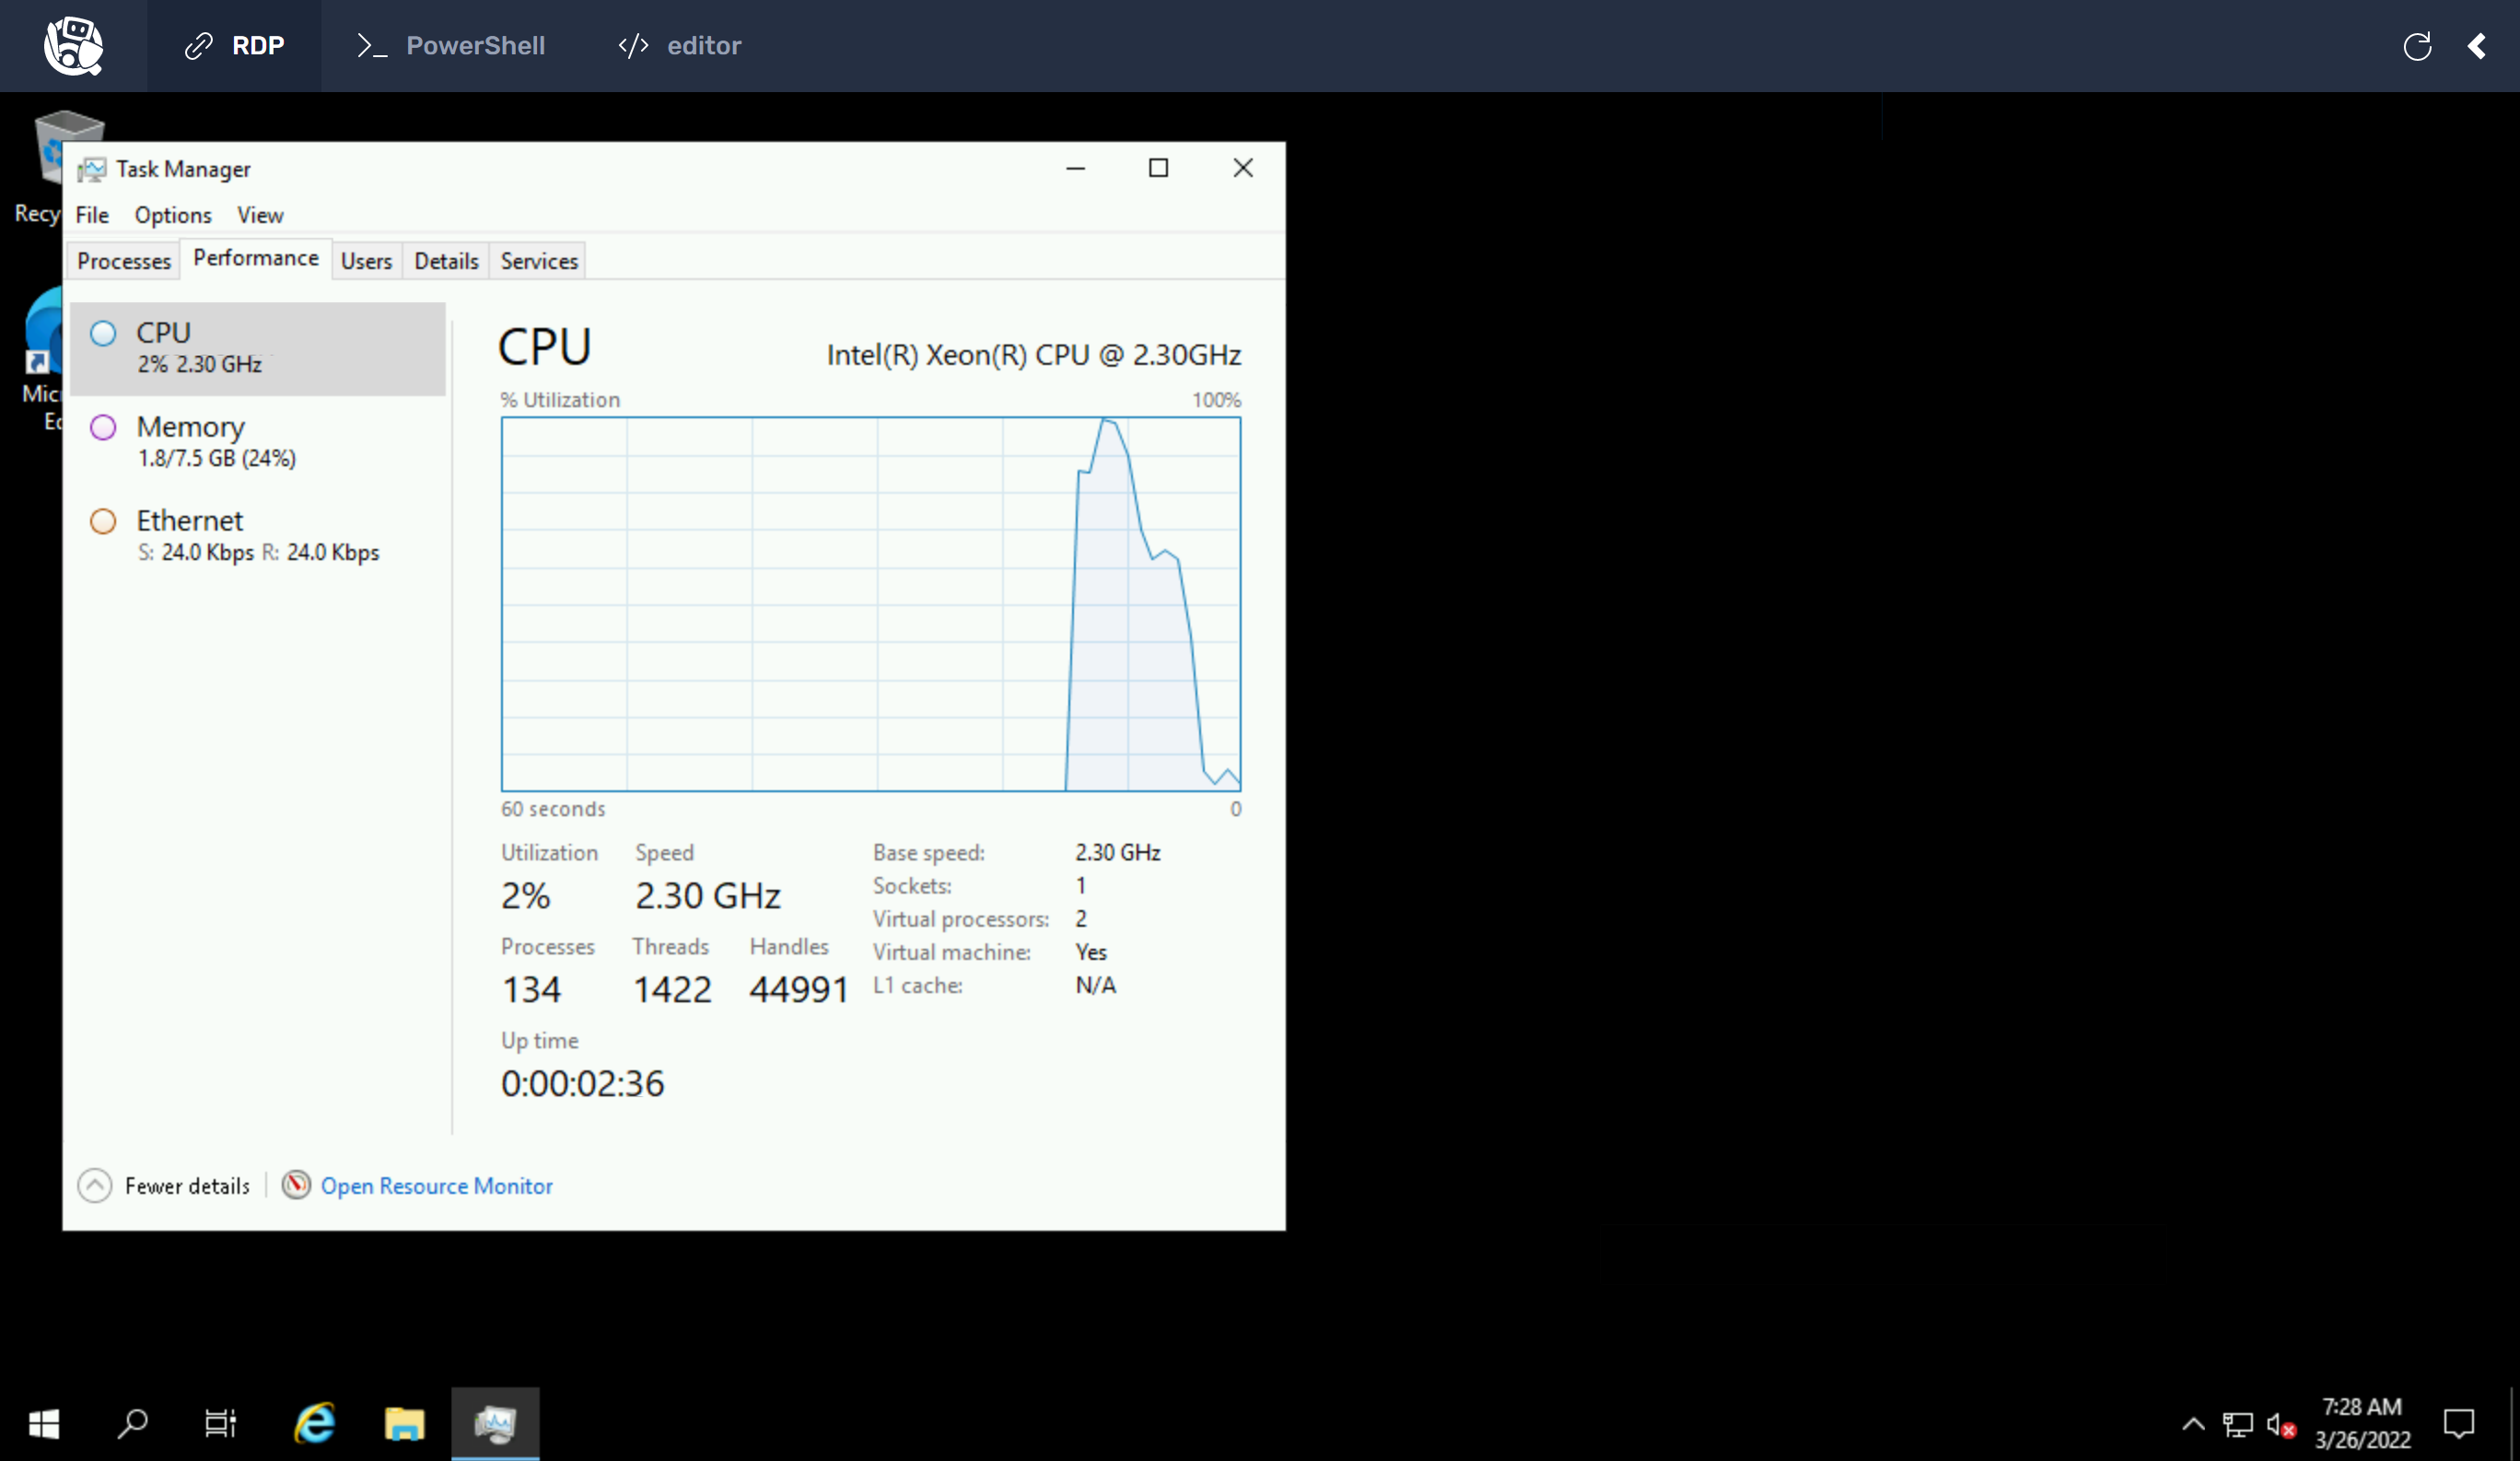 RDP PowerShell editor
Recy
Mic
Ec
Task Manager
File Options View
Processes Performance Users Details Services
CPU
2% 2.30 GHz
Memory
1.8/7.5 GB (24%)
Ethernet
S: 24.0 Kbps R: 24.0 Kbps
CPU Intel(R) Xeon(R) CPU @ 2.30GHz
% Utilization 100%
60 seconds 0
Utilization Speed
2% 2.30 GHz
Processes Threads Handles
134 1422 44991
Up time
0:00:02:36
Base speed: 2.30 GHz
Sockets: 1
Virtual processors: 2
Virtual machine: Yes
L1 cache: N/A
Fewer details Open Resource Monitor
7:28 AM
3/26/2022